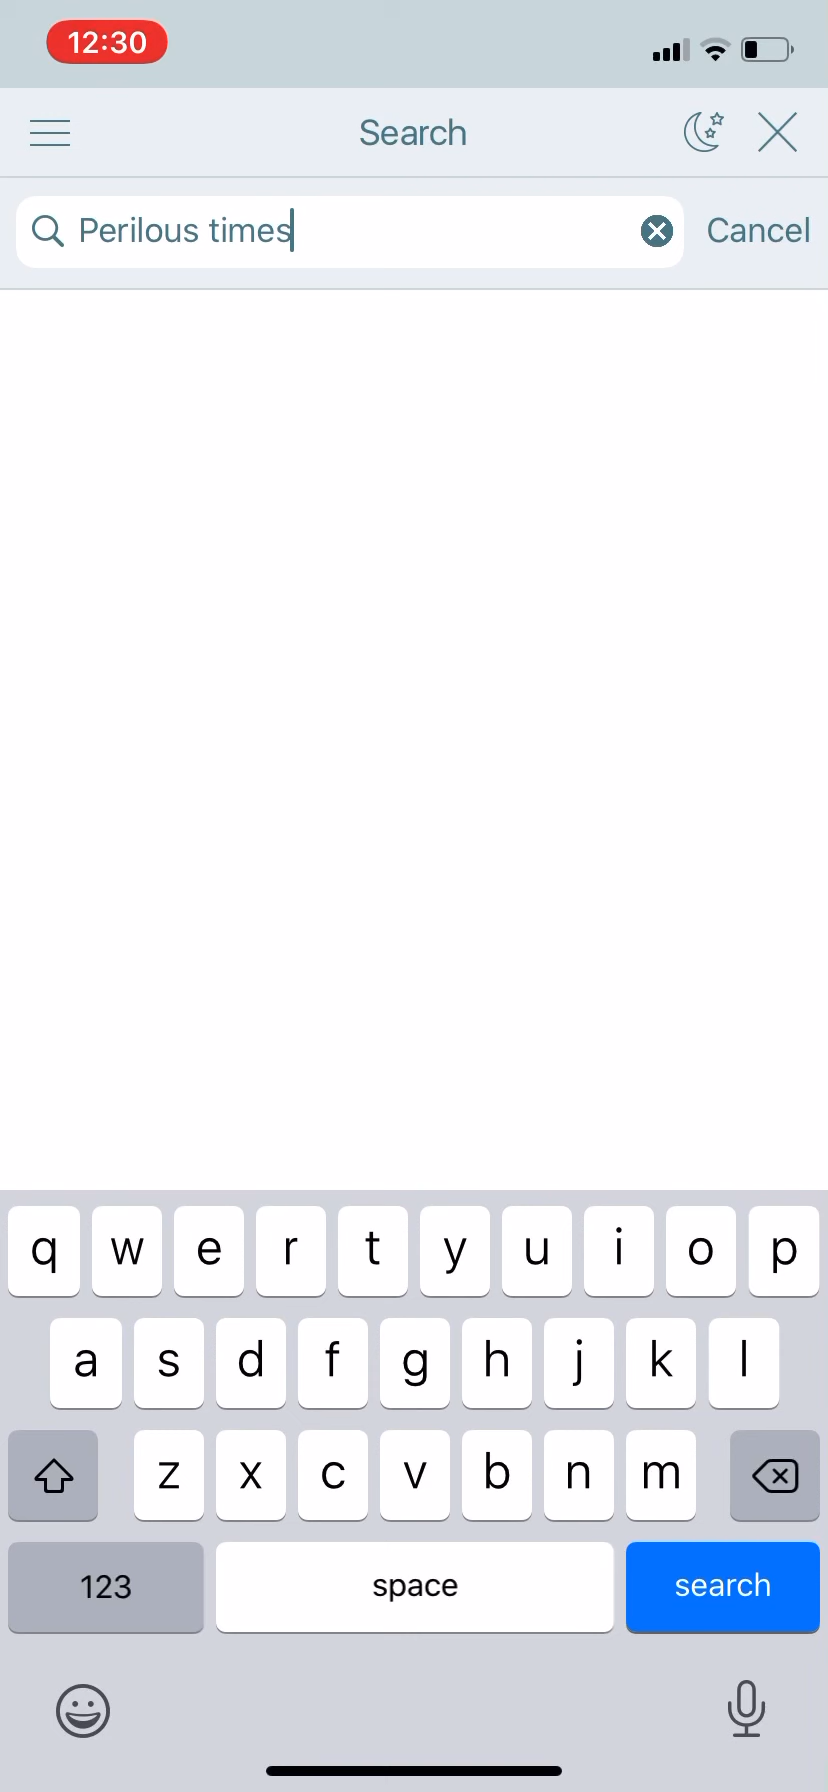 12:30
Search
Perilous times
Cancel
q w e r t y u i o p
a s d f g h j k l
z x c v b n m
123 space search